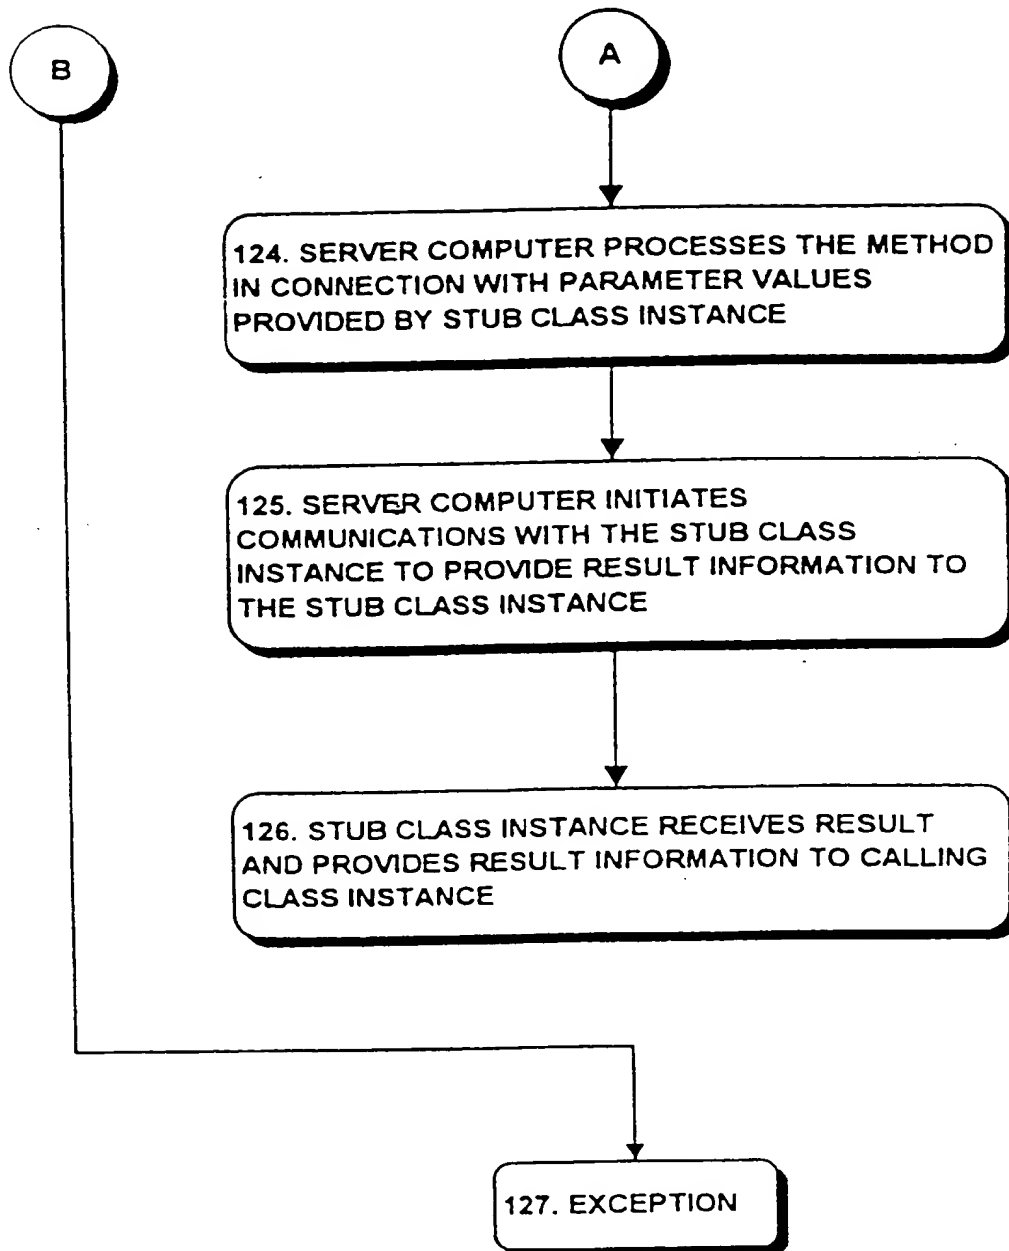 B
A
124. SERVER COMPUTER PROCESSES THE METHOD
IN CONNECTION WITH PARAMETER VALUES
PROVIDED BY STUB CLASS INSTANCE
125. SERVER COMPUTER INITIATES
COMMUNICATIONS WITH THE STUB CLASS
INSTANCE TO PROVIDE RESULT INFORMATION TO
THE STUB CLASS INSTANCE
126. STUB CLASS INSTANCE RECEIVES RESULT
AND PROVIDES RESULT INFORMATION TO CALLING
CLASS INSTANCE
127. EXCEPTION